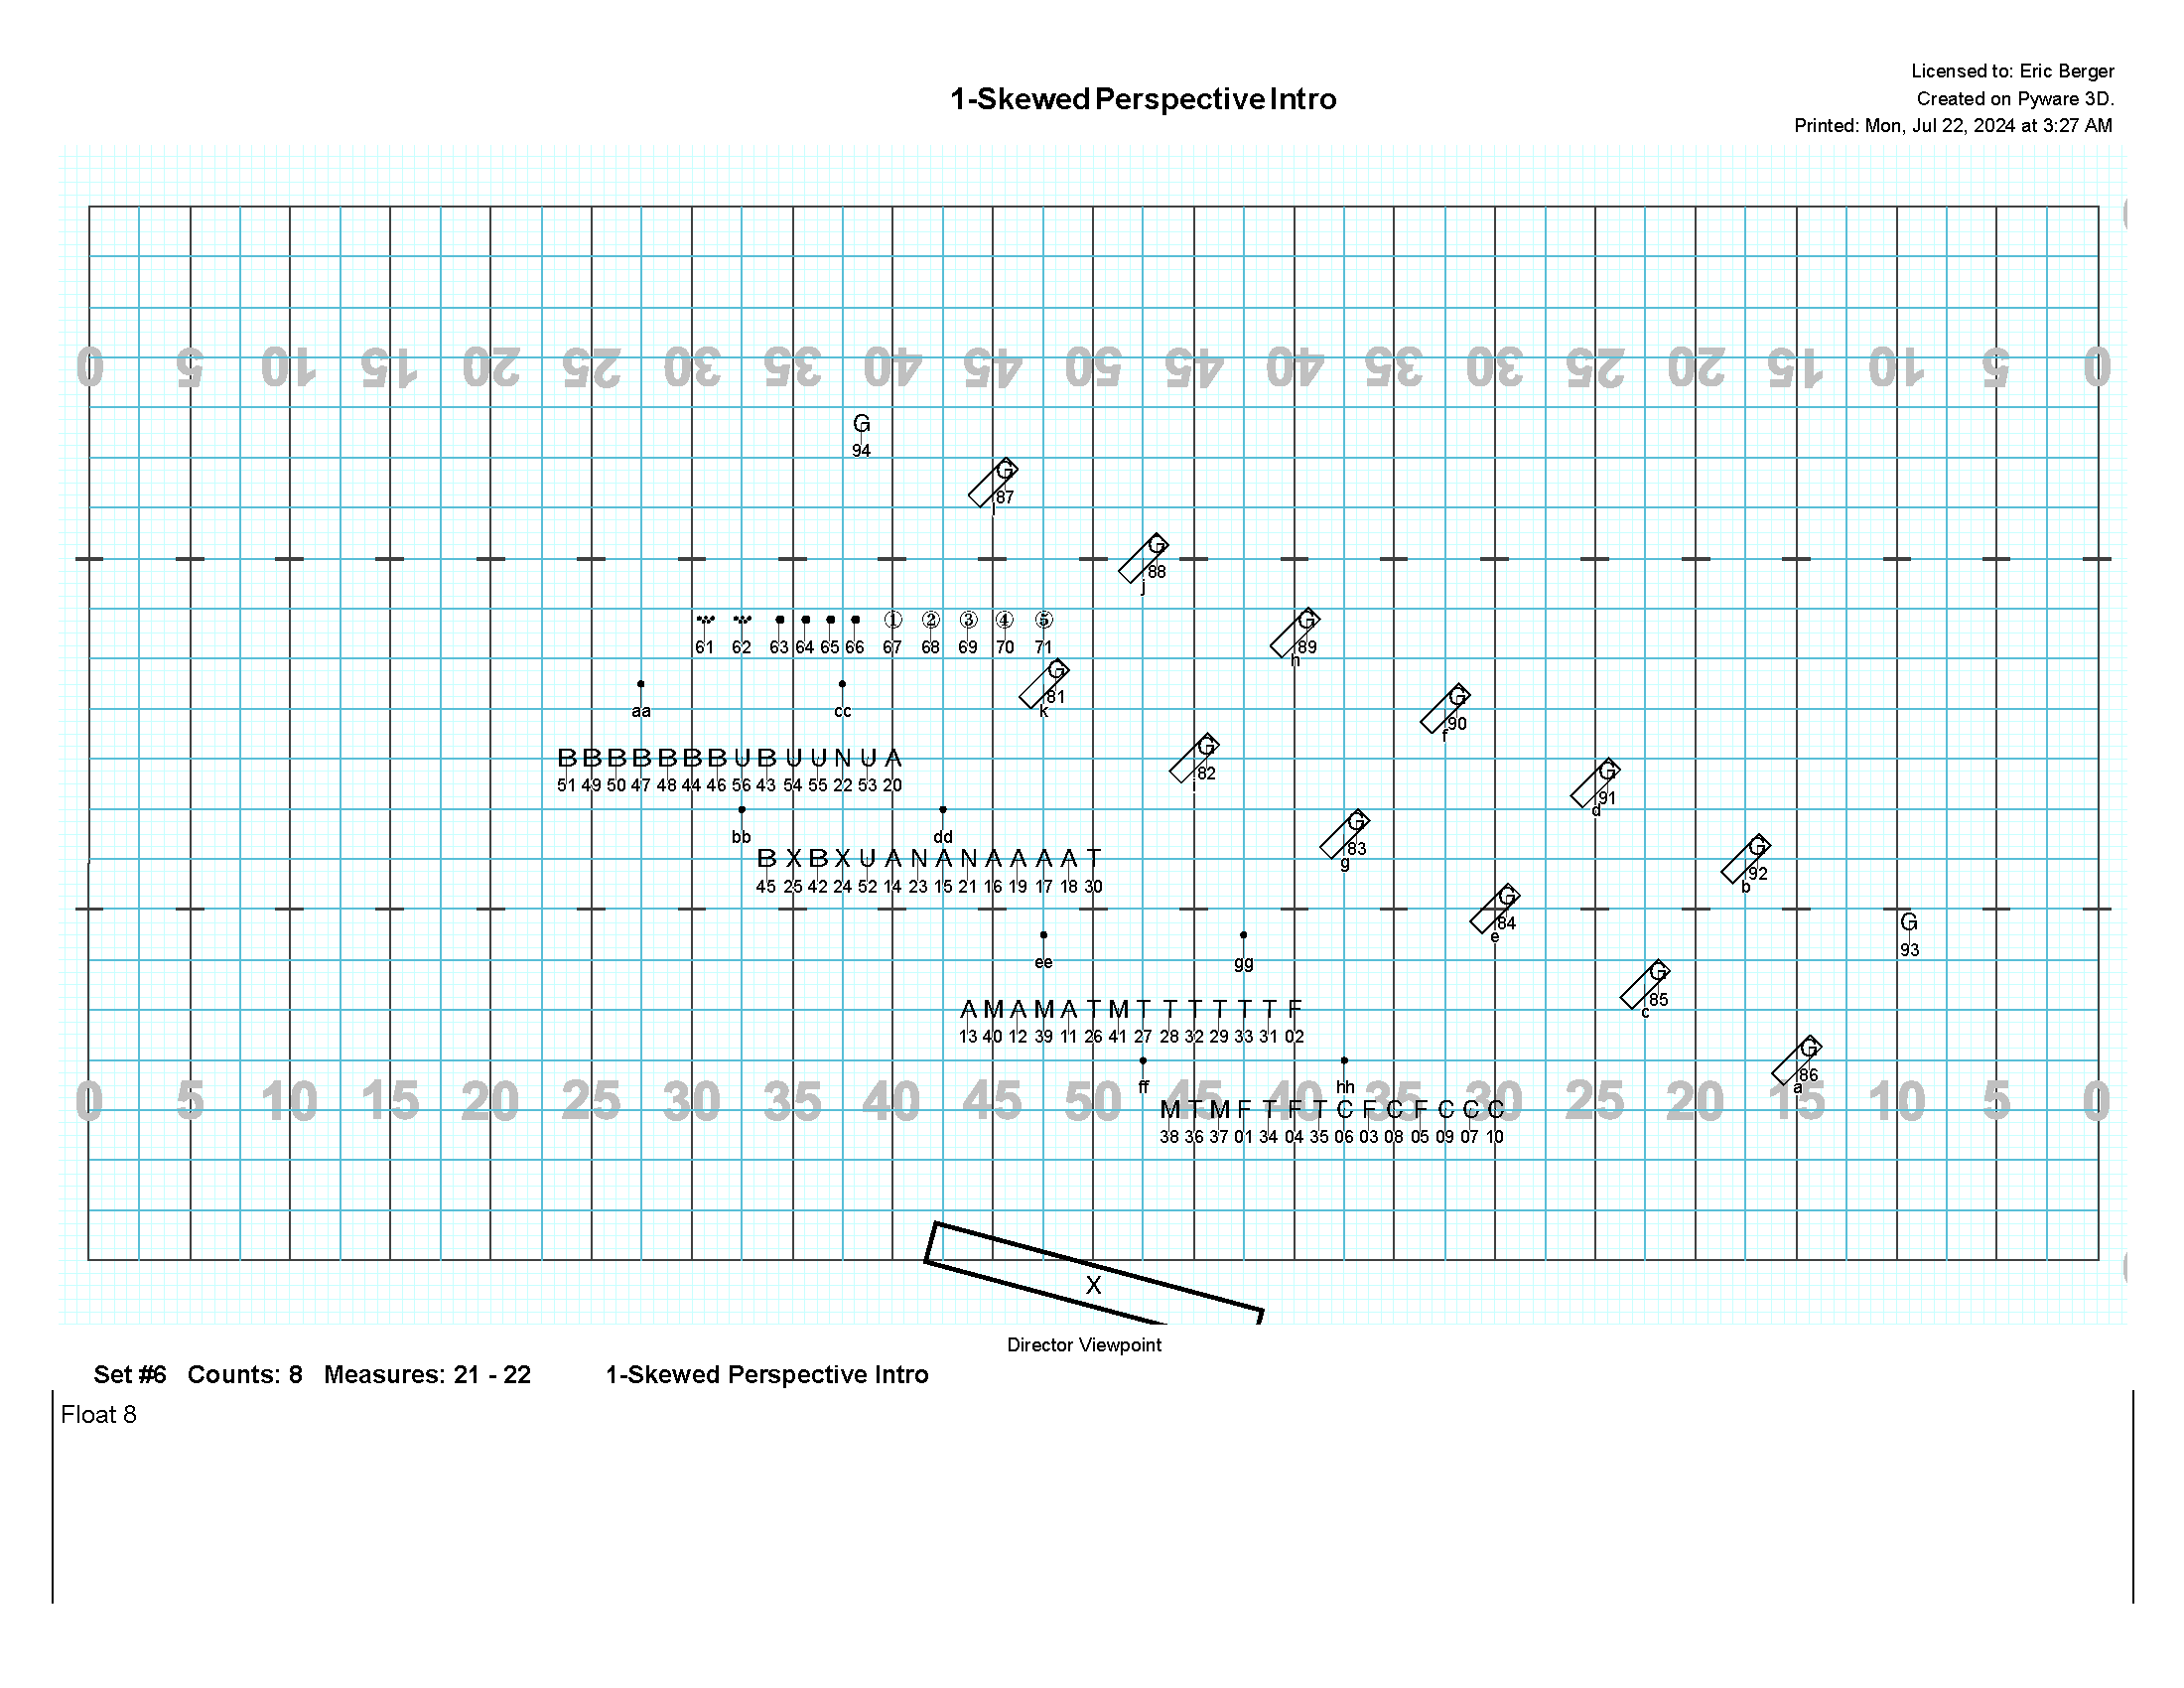 Licensed to: Eric Berger
1-Skewed Perspective Intro
Created on Pyware 3D.
Printed: Mon, Jul 22, 2024 at 3:27 AM
0 5 10 15 20 25 30 35 40 45 50 45 40 35 30 25 20 15 10 5 0
G
94
G
87
l
G
88
j
① ② ③ ④ ⑤ G
61 62 63 64 65 66 67 68 69 70 71 89
h
G
81
aa cc k
G
90
f
B B B B B B B U B U U N U A G G
51 49 50 47 48 44 46 56 43 54 55 22 53 20 82 91
i d
bb dd G
83
g
B X B X U A N A N A A A A T G
45 25 42 24 52 14 23 15 21 16 19 17 18 30 92
b
G
84
e
G
93
ee gg
G
85
c
A M A M A T M T T T T T T F
13 40 12 39 11 26 41 27 28 32 29 33 31 02
G
86
a
ff hh
0 5 10 15 20 25 30 35 40 45 50 45 40 35 30 25 20 15 10 5 0
M T M F T F T C F C F C C C
38 36 37 01 34 04 35 06 03 08 05 09 07 10
X
Director Viewpoint
Set #6 Counts: 8 Measures: 21 - 22 1-Skewed Perspective Intro
Float 8